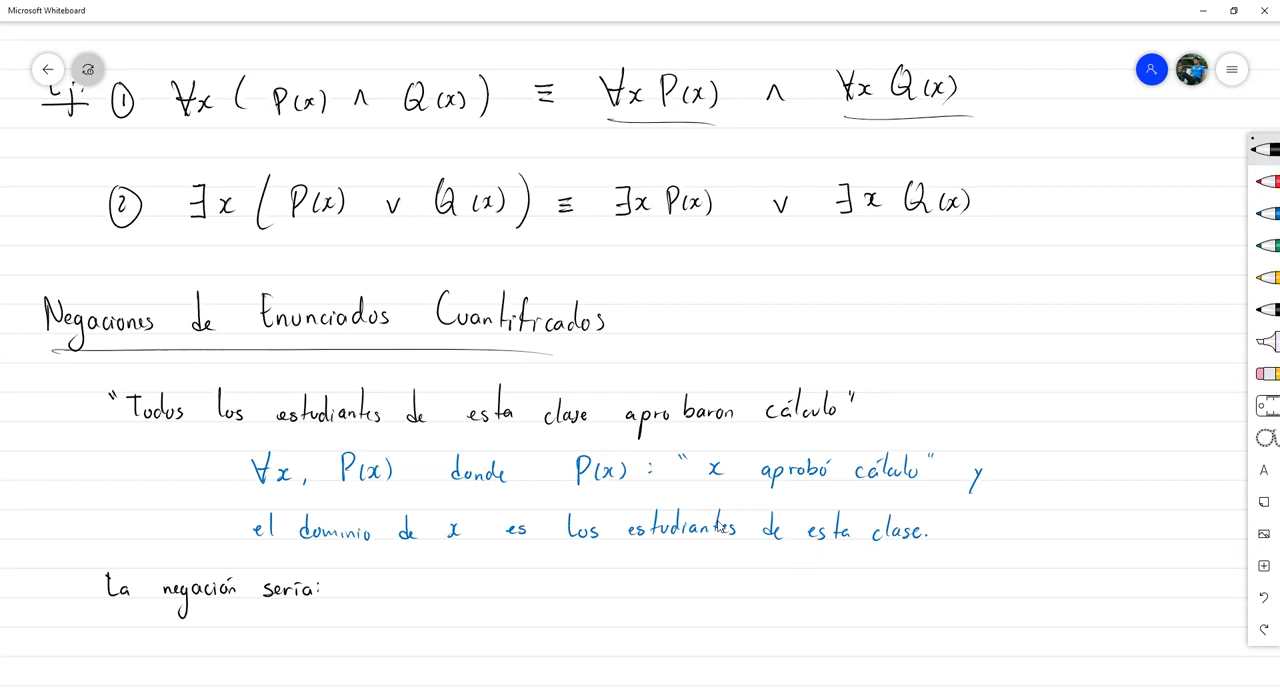 Microsoft Whiteboard
Ej: ① ∀x ( P(x) ∧ Q(x) ) ≡ ∀x P(x) ∧ ∀x Q(x)
② ∃x ( P(x) ∨ Q(x) ) ≡ ∃x P(x) ∨ ∃x Q(x)
Negaciones de Enunciados Cuantificados
"Todos los estudiantes de esta clase aprobaron cálculo"
∀x, P(x) donde P(x) : "x aprobó cálculo" y
el dominio de x es los estudiantes de esta clase.
La negación sería:
A